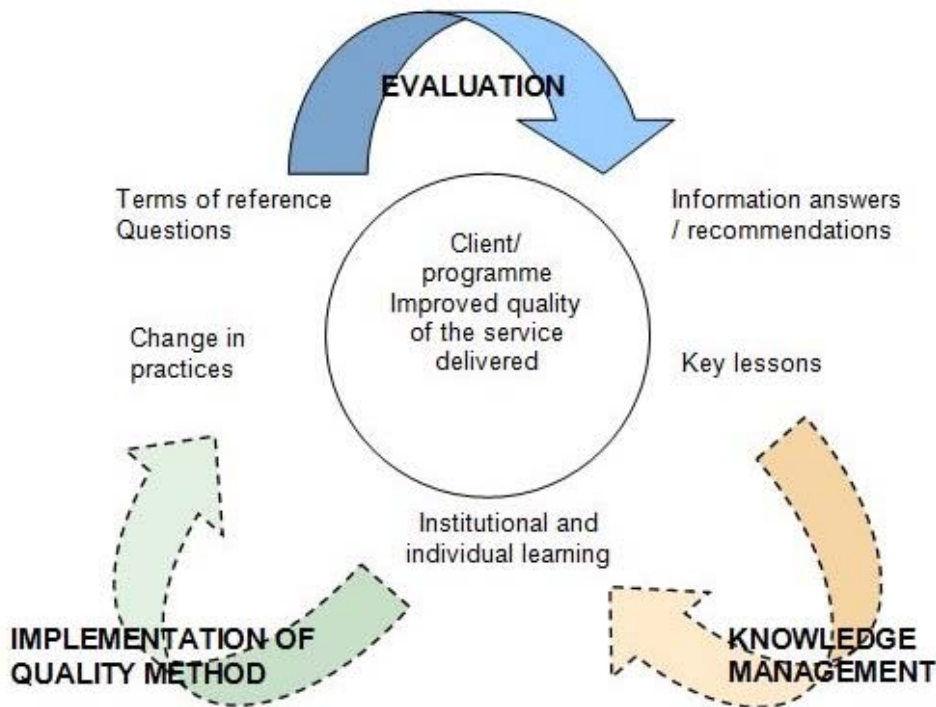 EVALUATION
Terms of reference
Questions
Information answers
/ recommendations
Client/
programme
Improved quality
of the service
delivered
Change in
practices
Key lessons
Institutional and
individual learning
IMPLEMENTATION OF
QUALITY METHOD
KNOWLEDGE
MANAGEMENT